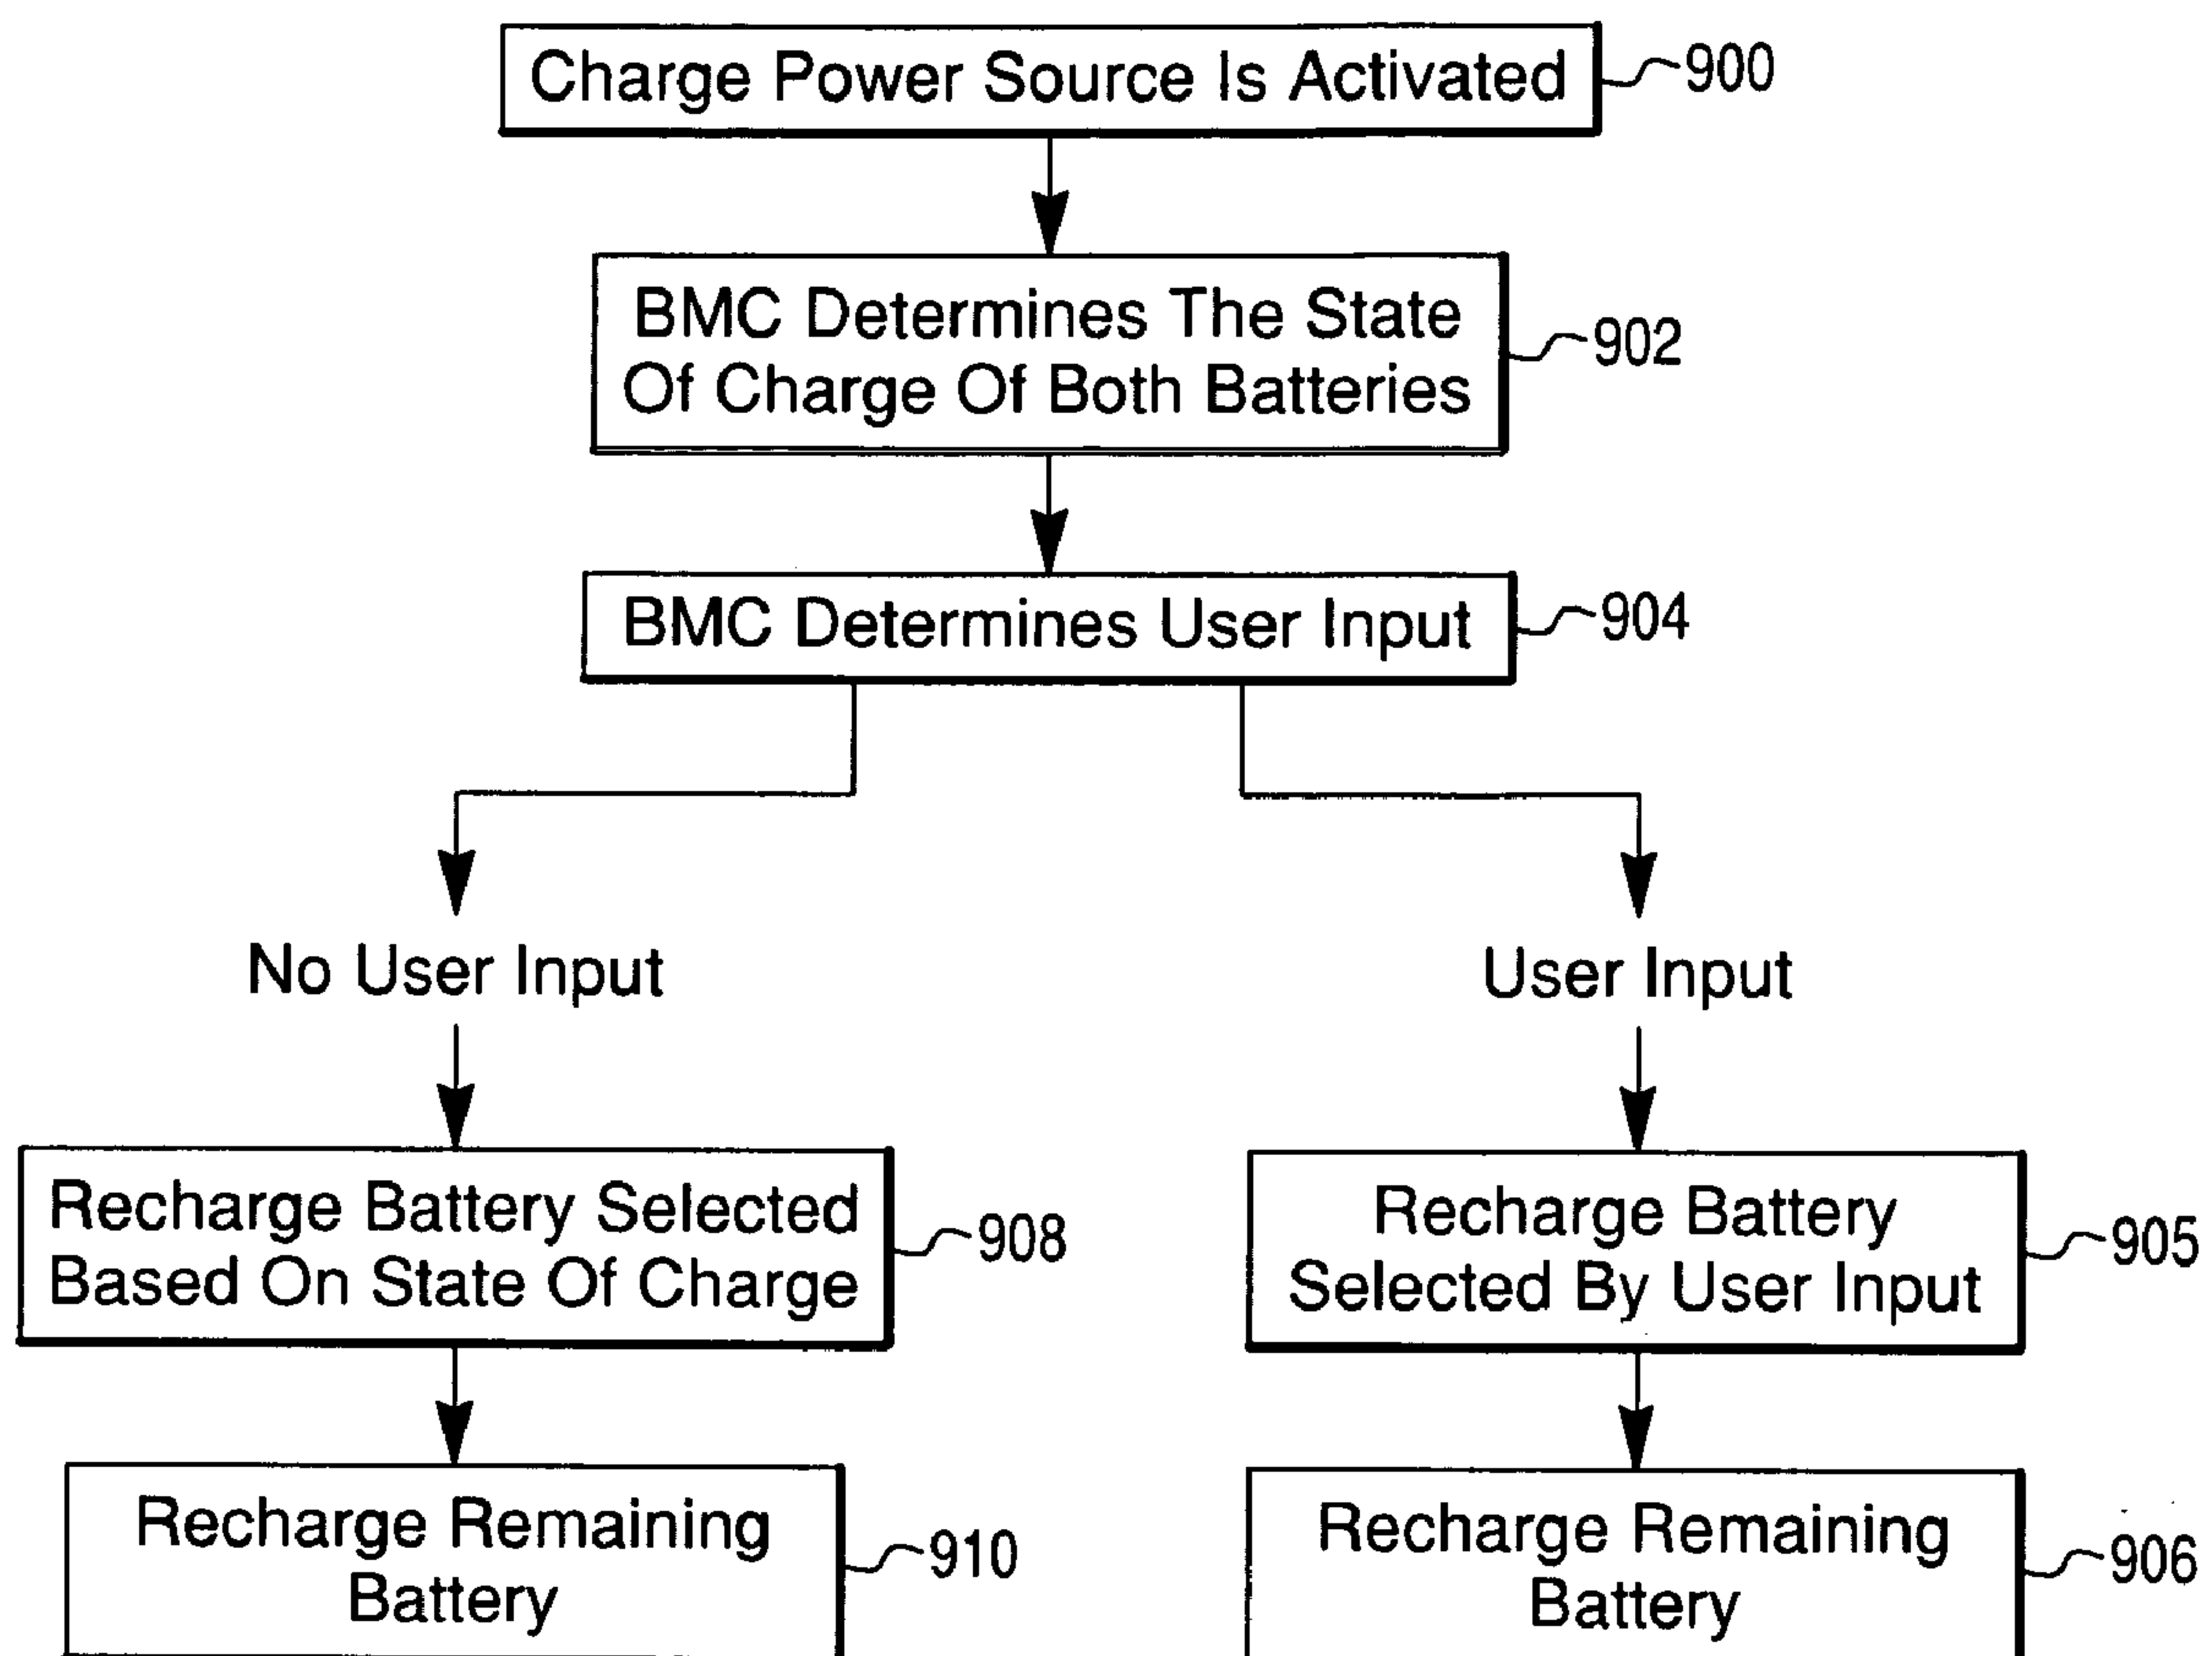 Charge Power Source Is Activated
900
BMC Determines The State
Of Charge Of Both Batteries
902
BMC Determines User Input
904
No User Input
User Input
Recharge Battery Selected
Based On State Of Charge
908
Recharge Battery
Selected By User Input
905
Recharge Remaining
Battery
910
Recharge Remaining
Battery
906